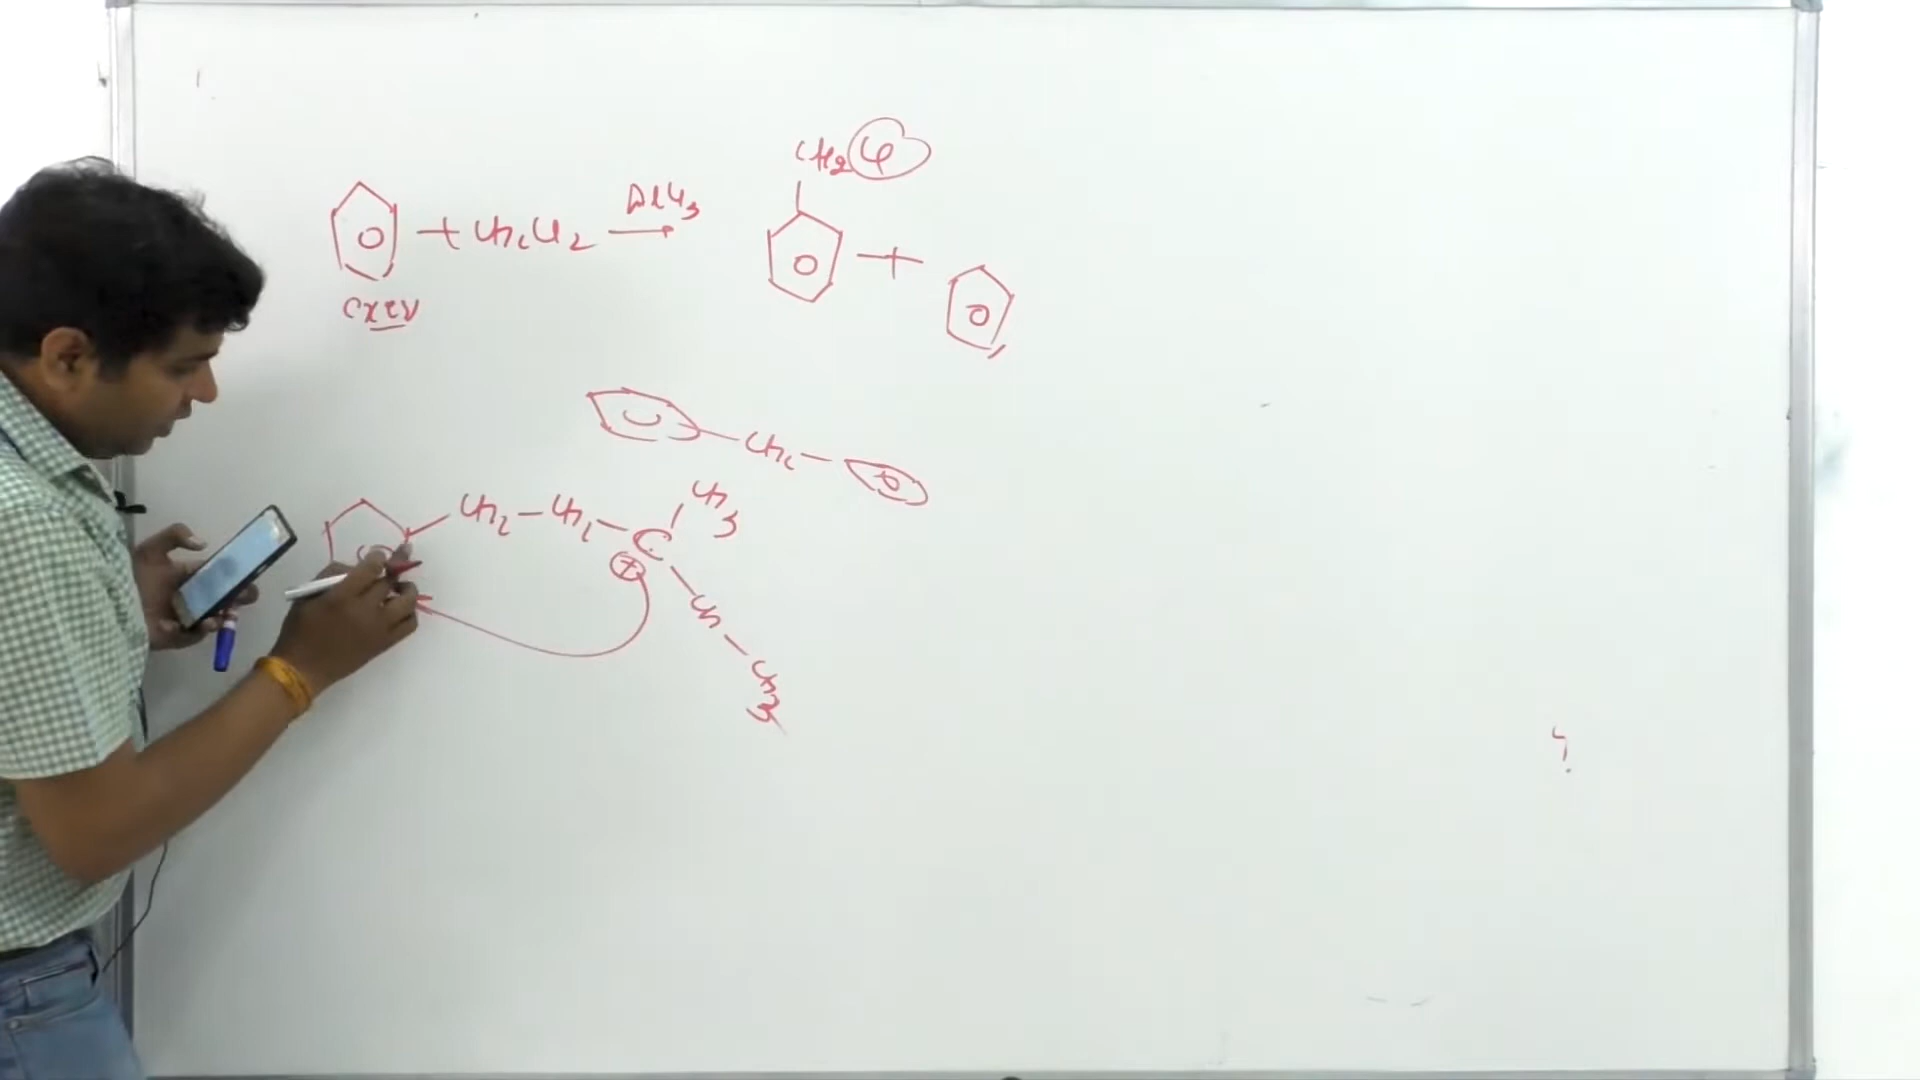 CH2Cl
+ CH2Cl2 AlCl3 → +
excess
CH2
CH3
CH2 CH2 C
+
CH
CH3
?